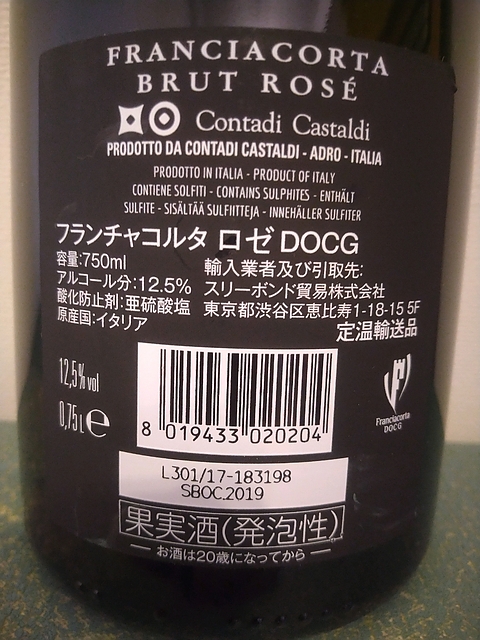 FRANCIACORTA
BRUT ROSÉ
Contadi Castaldi
PRODOTTO DA CONTADI CASTALDI - ADRO - ITALIA
PRODOTTO IN ITALIA - PRODUCT OF ITALY
CONTIENE SOLFITI - CONTAINS SULPHITES - ENTHÄLT
SULFITE - SISÄLTÄÄ SULFIITTEJA - INNEHÅLLER SULFITER
フランチャコルタ ロゼ DOCG
容量:750ml
アルコール分:12.5%
酸化防止剤:亜硫酸塩
原産国:イタリア
輸入業者及び引取先:
スリーボンド貿易株式会社
東京都渋谷区恵比寿1-18-15 5F
定温輸送品
12,5% vol
0,75L e
8 019433 020204
Franciacorta
DOCG
L301/17-183198
SBOC.2019
果実酒(発泡性)
お酒は20歳になってから